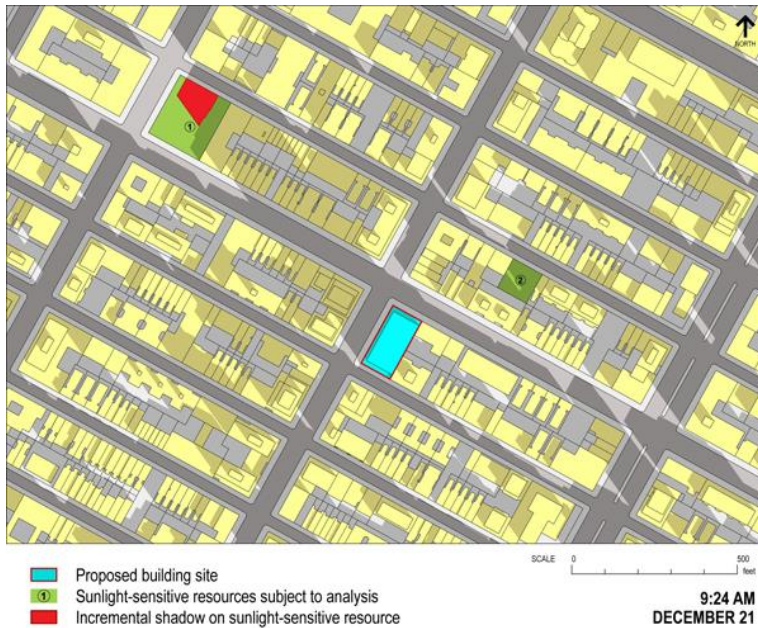 NORTH
①
②
SCALE 0 500
feet
Proposed building site
① Sunlight-sensitive resources subject to analysis
Incremental shadow on sunlight-sensitive resource
9:24 AM
DECEMBER 21